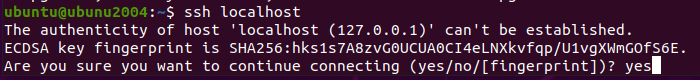 ubuntu@ubunu2004:~$ ssh localhost
The authenticity of host 'localhost (127.0.0.1)' can't be established.
ECDSA key fingerprint is SHA256:hks1s7A8zvG0UCUA0CI4eLNXkvfqp/U1vgXWmGOfS6E.
Are you sure you want to continue connecting (yes/no/[fingerprint])? yes